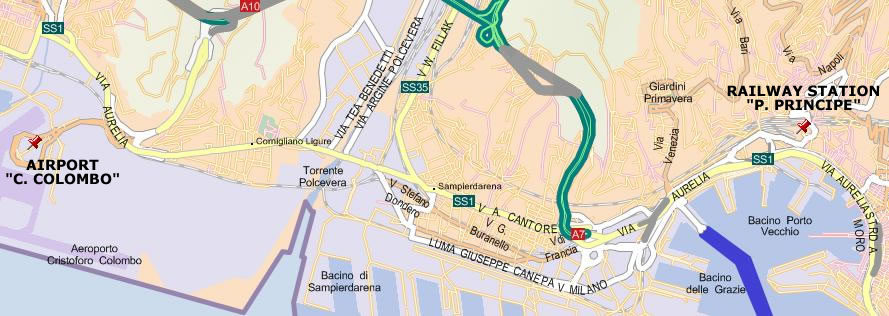 A10
SS1
VIA
AURELIA
VIA TEA BENEDETTI
VIA ARGINE POLCEVERA
V W. FILLAK
SS35
Via
Bari
Via
Napoli
Giardini
Primavera
RAILWAY STATION
"P. PRINCIPE"
Via
Venezia
Cornigliano Ligure
AIRPORT
"C. COLOMBO"
Torrente
Polcevera
SS1
VIA AURELIA
STRD A.
MORO
V Stefano
Dondero
Sampierdarena
SS1
V A. CANTORE
V G.
Buranello
A7
Francia
VIA
AURELIA
Bacino Porto
Vecchio
LUMA GIUSEPPE CANEPA V MILANO
Aeroporto
Cristoforo Colombo
Bacino di
Sampierdarena
Bacino
delle Grazie